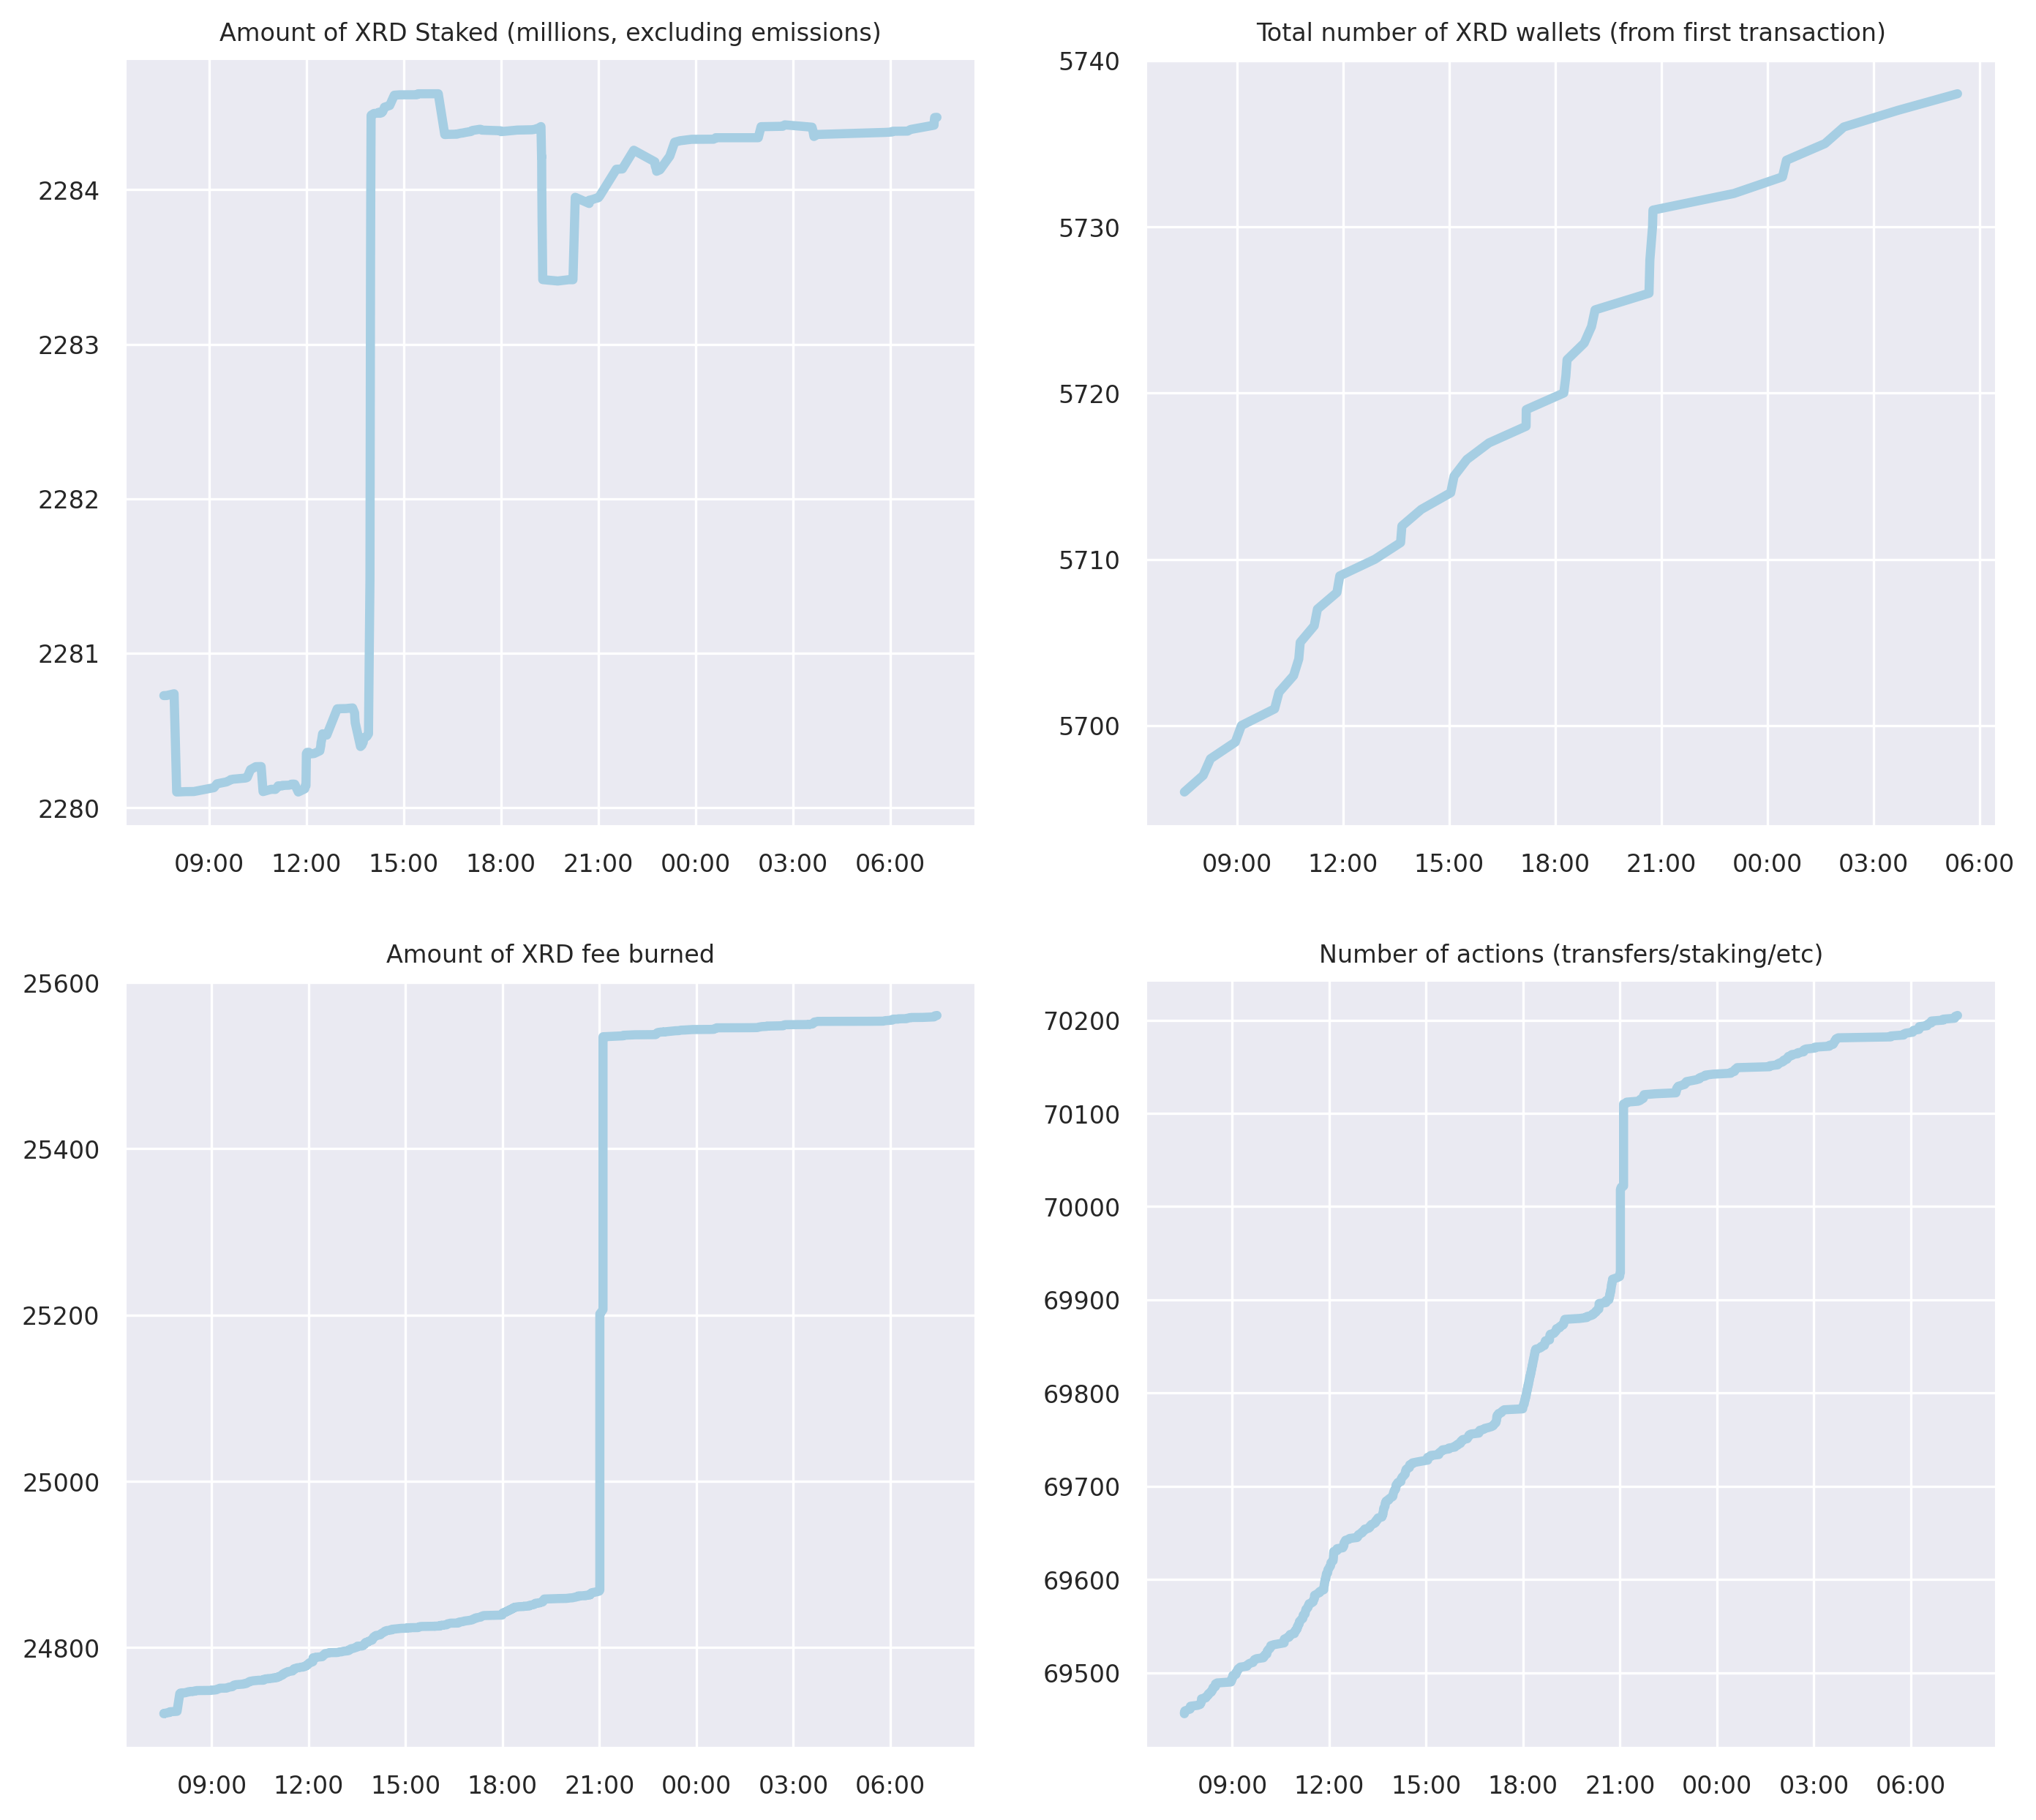 Amount of XRD Staked (millions, excluding emissions)
2284
2283
2282
2281
2280
09:00 12:00 15:00 18:00 21:00 00:00 03:00 06:00
Total number of XRD wallets (from first transaction)
5740
5730
5720
5710
5700
09:00 12:00 15:00 18:00 21:00 00:00 03:00 06:00
Amount of XRD fee burned
25600
25400
25200
25000
24800
09:00 12:00 15:00 18:00 21:00 00:00 03:00 06:00
Number of actions (transfers/staking/etc)
70200
70100
70000
69900
69800
69700
69600
69500
09:00 12:00 15:00 18:00 21:00 00:00 03:00 06:00